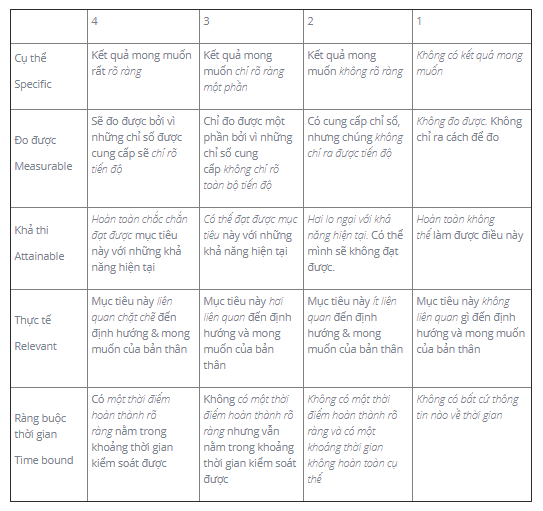 4
3
2
1
Cụ thể
Specific
Kết quả mong muốn
rất rõ ràng
Kết quả mong
muốn chỉ rõ ràng
một phần
Kết quả mong
muốn không rõ ràng
Không có kết quả mong
muốn
Đo được
Measurable
Sẽ đo được bởi vì
những chỉ số được
cung cấp sẽ chỉ rõ
tiến độ
Chỉ đo được một
phần bởi vì những
chỉ số cung
cấp không chỉ rõ
toàn bộ tiến độ
Có cung cấp chỉ số,
nhưng chúng không
chỉ ra được tiến độ
Không đo được. Không
chỉ ra cách để đo
Khả thi
Attainable
Hoàn toàn chắc chắn
đạt được mục tiêu
này với những khả
năng hiện tại
Có thể đạt được mục
tiêu này với những
khả năng hiện tại
Hơi lo ngại với khả
năng hiện tại. Có thể
mình sẽ không đạt
được.
Hoàn toàn không
thể làm được điều này
Thực tế
Relevant
Mục tiêu này liên
quan chặt chẽ đến
định hướng & mong
muốn của bản thân
Mục tiêu này hơi
liên quan đến định
hướng và mong
muốn của bản
thân
Mục tiêu này ít liên
quan đến định
hướng & mong
muốn của bản thân
Mục tiêu này không
liên quan gì đến định
hướng và mong muốn
của bản thân
Ràng buộc
thời gian
Time bound
Có một thời điểm
hoàn thành rõ
ràng nằm trong
khoảng thời gian
kiểm soát được
Không có một thời
điểm hoàn thành rõ
ràng nhưng vẫn
nằm trong khoảng
thời gian kiểm soát
được
Không có một thời
điểm hoàn thành rõ
ràng và có một
khoảng thời gian
không hoàn toàn cụ
thể
Không có bất cứ thông
tin nào về thời gian